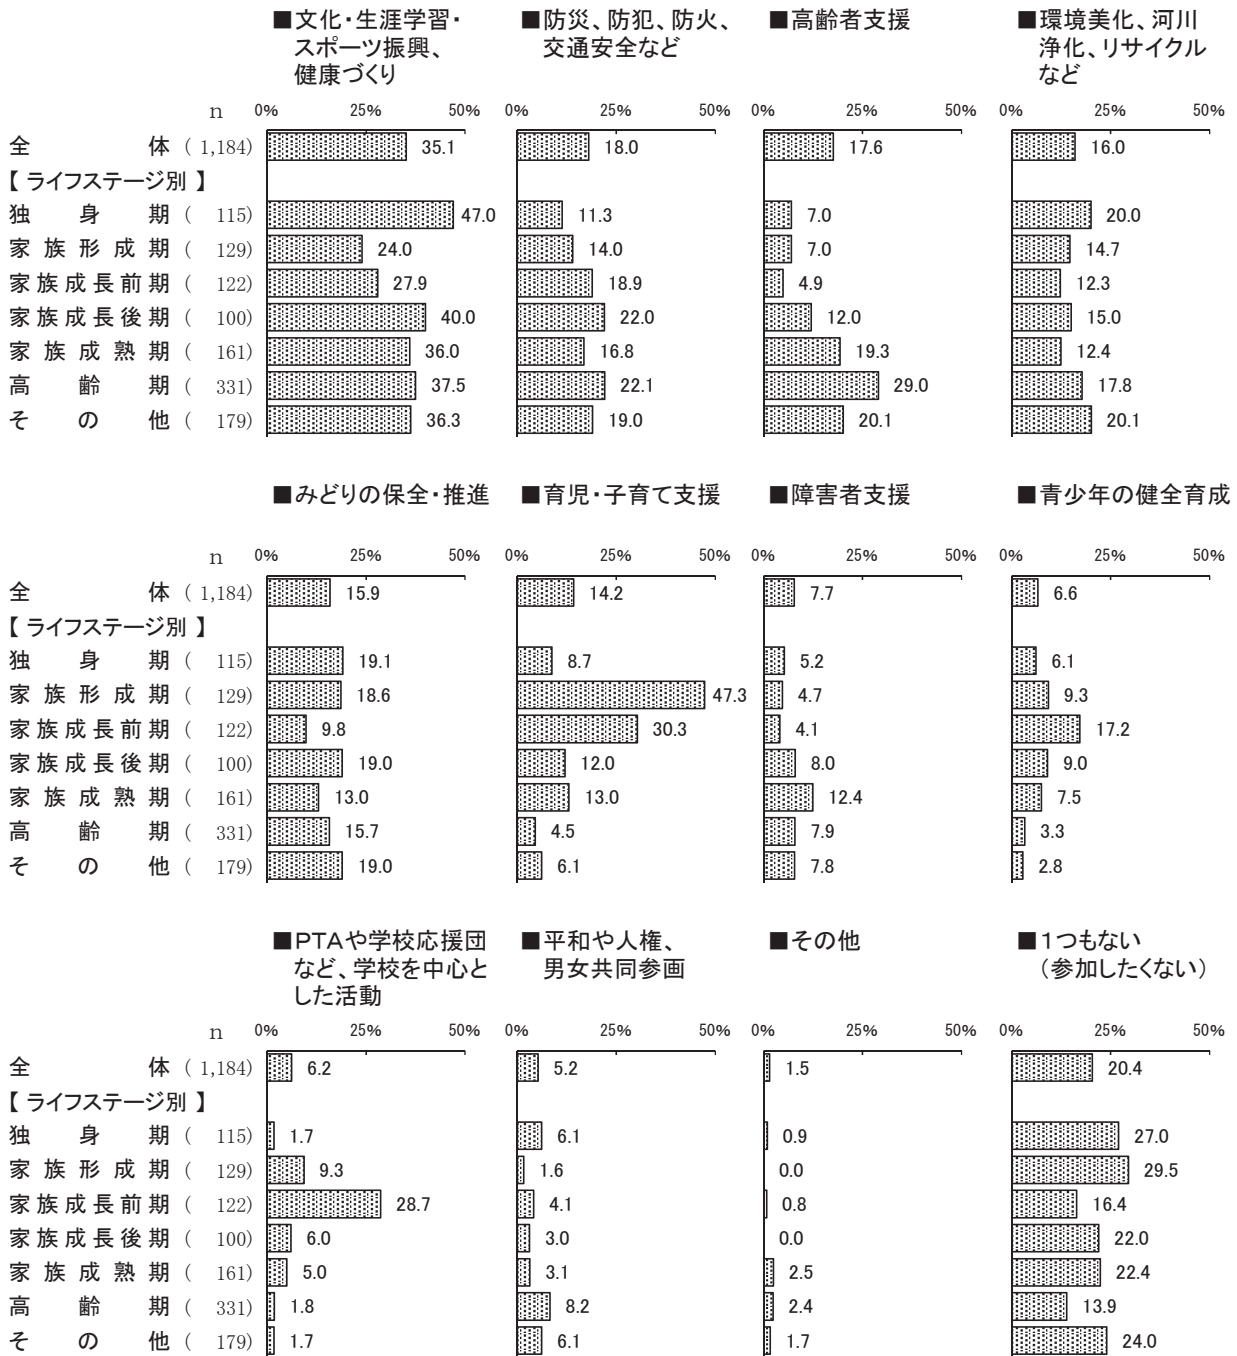 ■文化・生涯学習・ ■防災、防犯、防火、 ■高齢者支援 ■環境美化、河川
スポーツ振興、 交通安全など 浄化、リサイクル
健康づくり など
n 0% 25% 50% 0% 25% 50% 0% 25% 50% 0% 25% 50%
全体 (1,184) 35.1 18.0 17.6 16.0
【ライフステージ別】
独身期 ( 115) 47.0 11.3 7.0 20.0
家族形成期 ( 129) 24.0 14.0 7.0 14.7
家族成長前期 ( 122) 27.9 18.9 4.9 12.3
家族成長後期 ( 100) 40.0 22.0 12.0 15.0
家族成熟期 ( 161) 36.0 16.8 19.3 12.4
高齢期 ( 331) 37.5 22.1 29.0 17.8
その他 ( 179) 36.3 19.0 20.1 20.1
■みどりの保全・推進 ■育児・子育て支援 ■障害者支援 ■青少年の健全育成
n 0% 25% 50% 0% 25% 50% 0% 25% 50% 0% 25% 50%
全体 (1,184) 15.9 14.2 7.7 6.6
【ライフステージ別】
独身期 ( 115) 19.1 8.7 5.2 6.1
家族形成期 ( 129) 18.6 47.3 4.7 9.3
家族成長前期 ( 122) 9.8 30.3 4.1 17.2
家族成長後期 ( 100) 19.0 12.0 8.0 9.0
家族成熟期 ( 161) 13.0 13.0 12.4 7.5
高齢期 ( 331) 15.7 4.5 7.9 3.3
その他 ( 179) 19.0 6.1 7.8 2.8
■PTAや学校応援団 ■平和や人権、 ■その他 ■1つもない
など、学校を中心と 男女共同参画 (参加したくない)
した活動
n 0% 25% 50% 0% 25% 50% 0% 25% 50% 0% 25% 50%
全体 (1,184) 6.2 5.2 1.5 20.4
【ライフステージ別】
独身期 ( 115) 1.7 6.1 0.9 27.0
家族形成期 ( 129) 9.3 1.6 0.0 29.5
家族成長前期 ( 122) 28.7 4.1 0.8 16.4
家族成長後期 ( 100) 6.0 3.0 0.0 22.0
家族成熟期 ( 161) 5.0 3.1 2.5 22.4
高齢期 ( 331) 1.8 8.2 2.4 13.9
その他 ( 179) 1.7 6.1 1.7 24.0